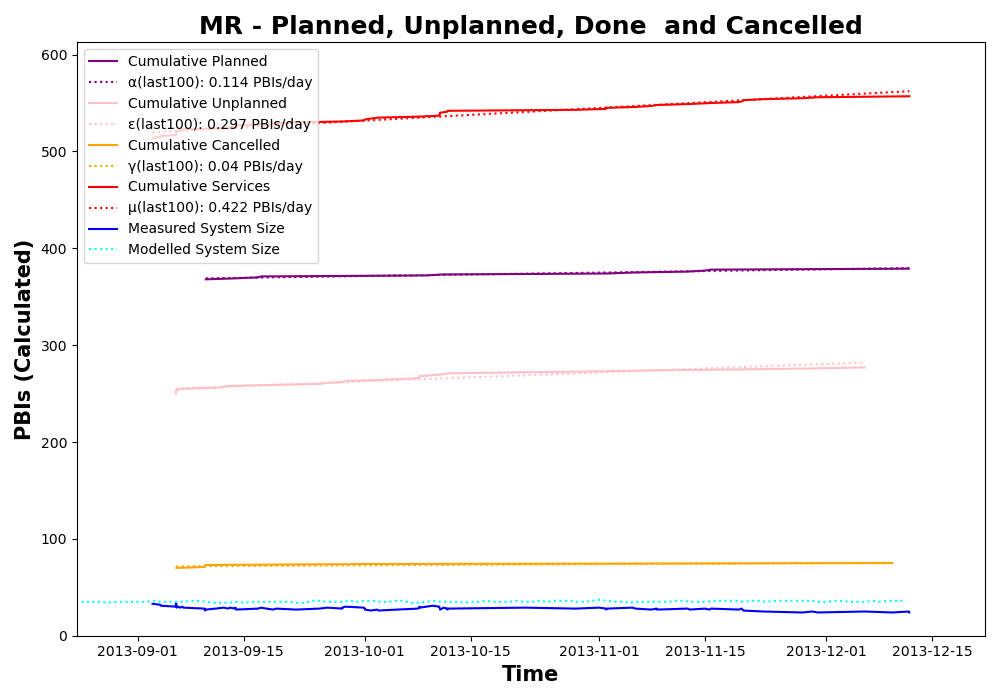 MR - Planned, Unplanned, Done  and Cancelled
Cumulative Planned
α(last100): 0.114 PBIs/day
Cumulative Unplanned
ε(last100): 0.297 PBIs/day
Cumulative Cancelled
γ(last100): 0.04 PBIs/day
Cumulative Services
μ(last100): 0.422 PBIs/day
Measured System Size
Modelled System Size
PBIs (Calculated)
600
500
400
300
200
100
0
2013-09-01 2013-09-15 2013-10-01 2013-10-15 2013-11-01 2013-11-15 2013-12-01 2013-12-15
Time